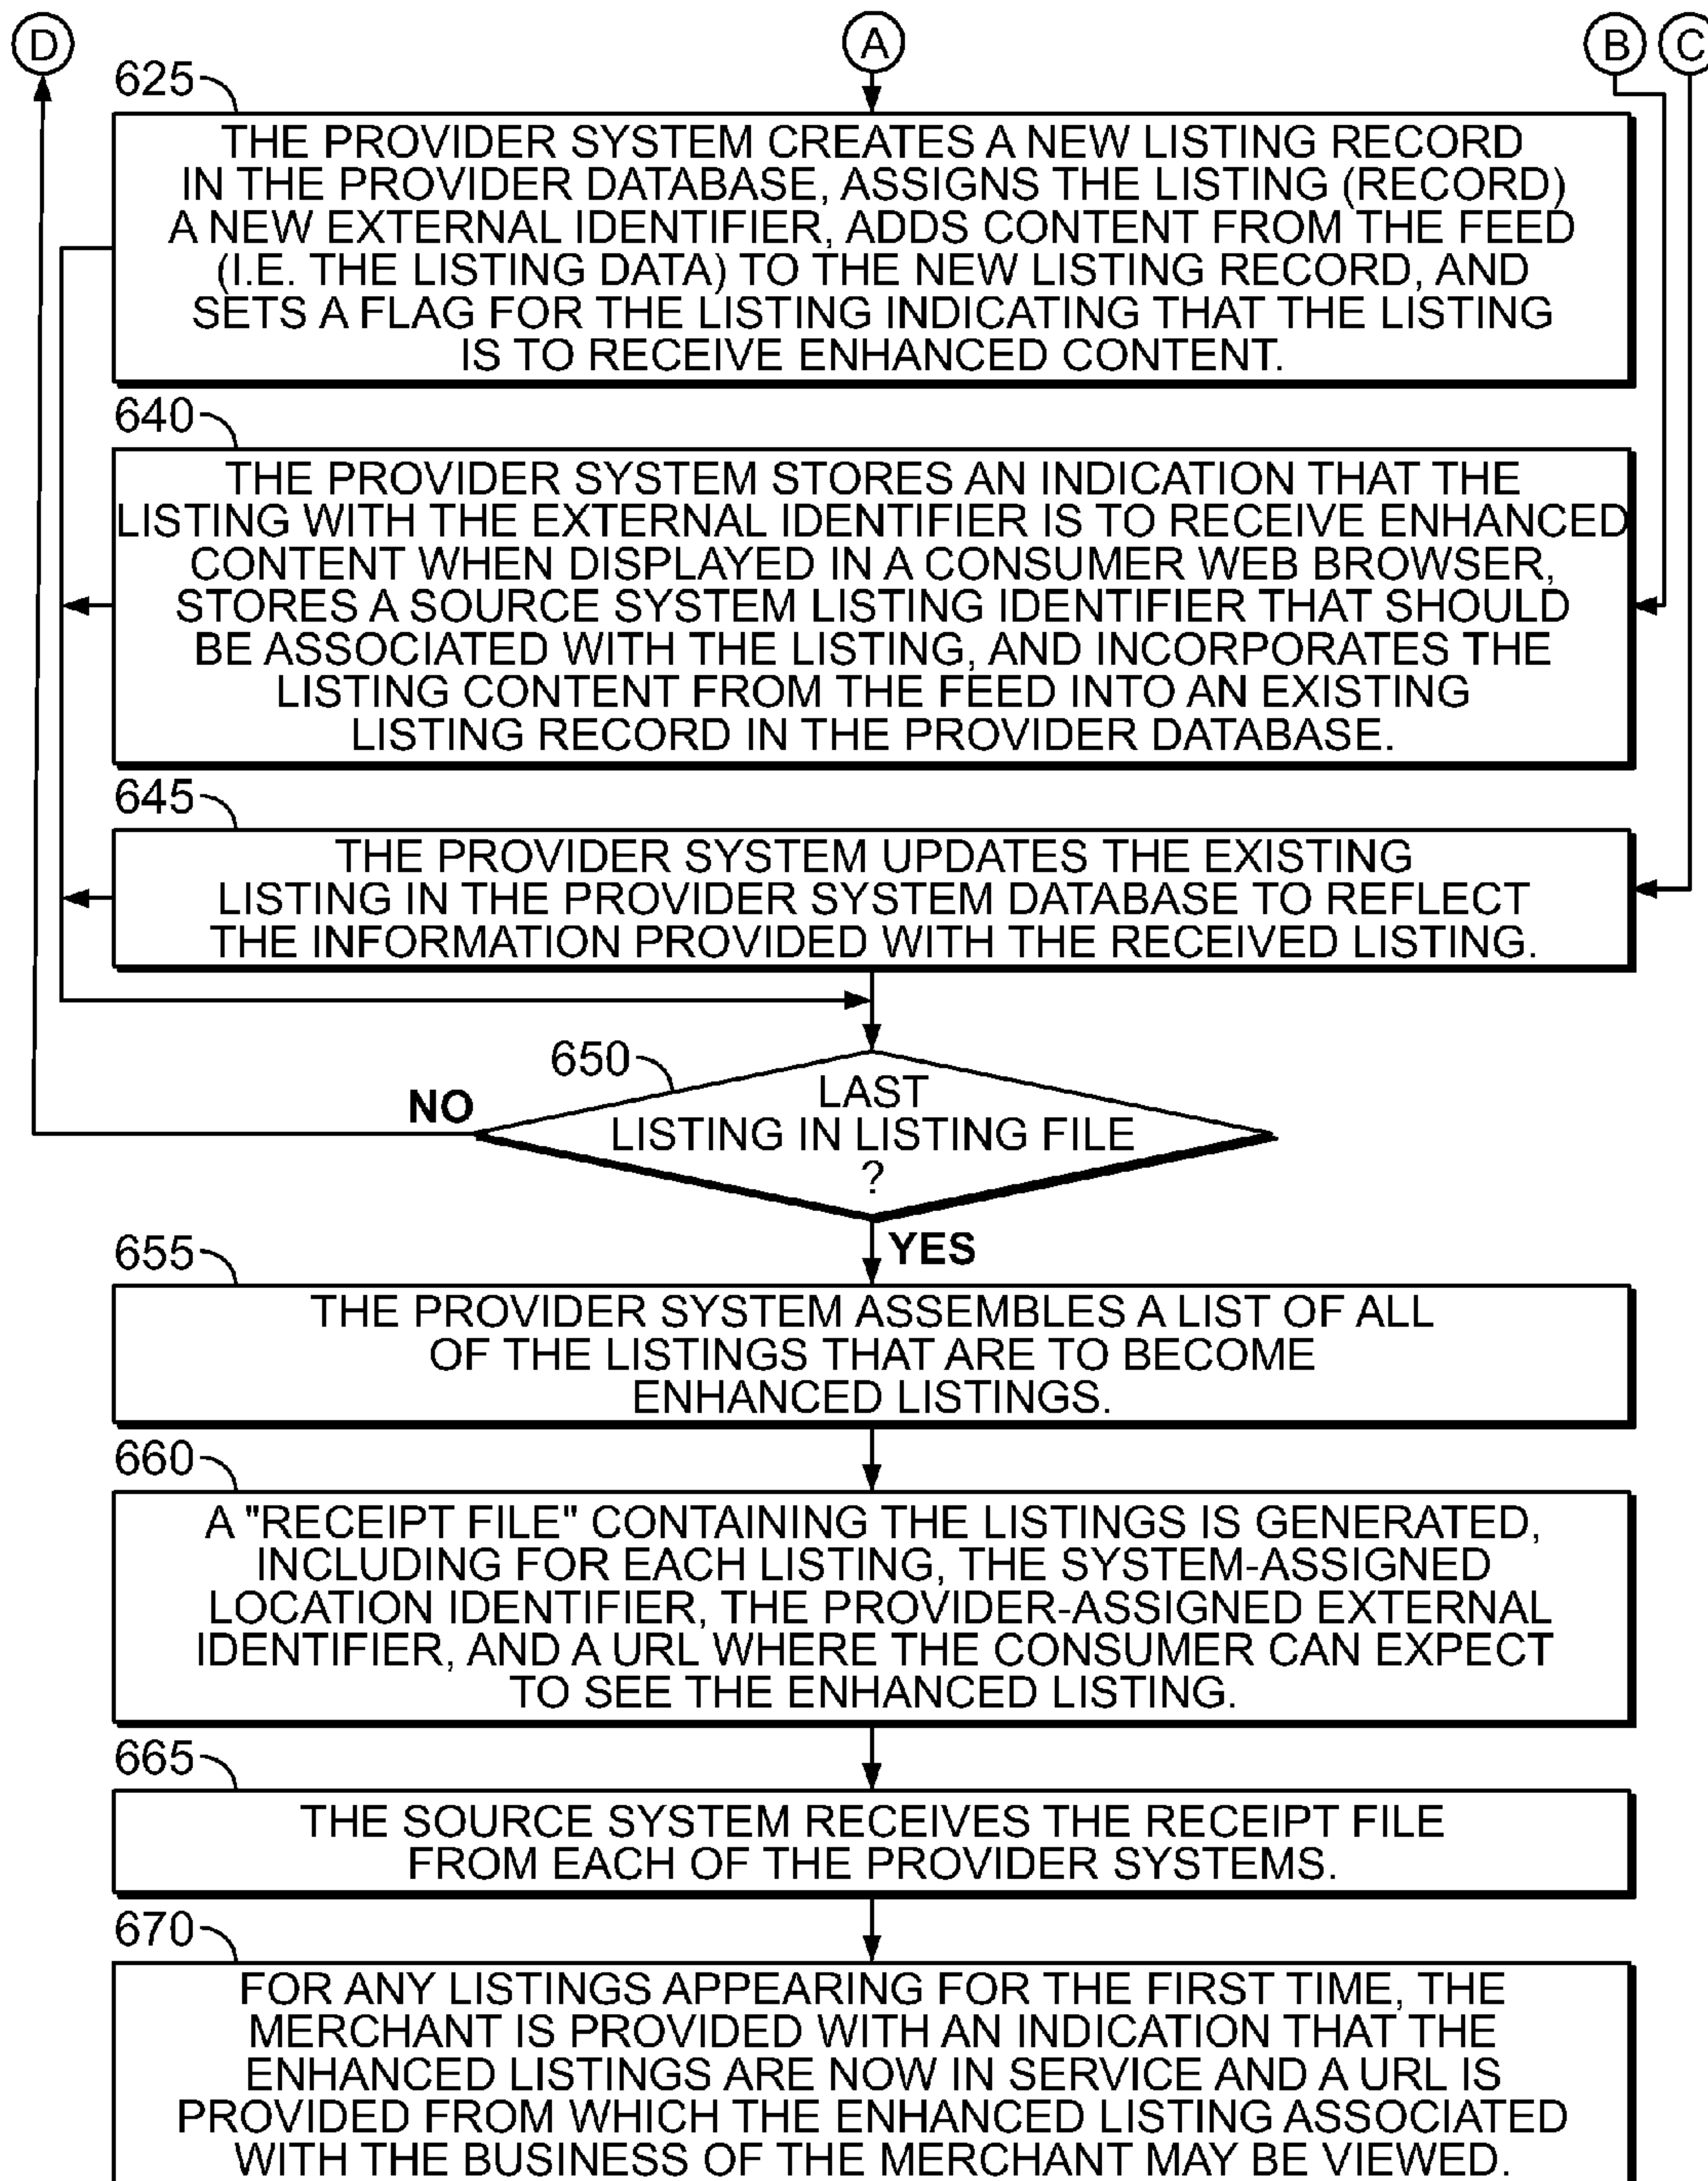 D
A
B
C
625
THE PROVIDER SYSTEM CREATES A NEW LISTING RECORD
IN THE PROVIDER DATABASE, ASSIGNS THE LISTING (RECORD)
A NEW EXTERNAL IDENTIFIER, ADDS CONTENT FROM THE FEED
(I.E. THE LISTING DATA) TO THE NEW LISTING RECORD, AND
SETS A FLAG FOR THE LISTING INDICATING THAT THE LISTING
IS TO RECEIVE ENHANCED CONTENT.
640
THE PROVIDER SYSTEM STORES AN INDICATION THAT THE
LISTING WITH THE EXTERNAL IDENTIFIER IS TO RECEIVE ENHANCED
CONTENT WHEN DISPLAYED IN A CONSUMER WEB BROWSER,
STORES A SOURCE SYSTEM LISTING IDENTIFIER THAT SHOULD
BE ASSOCIATED WITH THE LISTING, AND INCORPORATES THE
LISTING CONTENT FROM THE FEED INTO AN EXISTING
LISTING RECORD IN THE PROVIDER DATABASE.
645
THE PROVIDER SYSTEM UPDATES THE EXISTING
LISTING IN THE PROVIDER SYSTEM DATABASE TO REFLECT
THE INFORMATION PROVIDED WITH THE RECEIVED LISTING.
650
NO
LAST
LISTING IN LISTING FILE
?
YES
655
THE PROVIDER SYSTEM ASSEMBLES A LIST OF ALL
OF THE LISTINGS THAT ARE TO BECOME
ENHANCED LISTINGS.
660
A "RECEIPT FILE" CONTAINING THE LISTINGS IS GENERATED,
INCLUDING FOR EACH LISTING, THE SYSTEM-ASSIGNED
LOCATION IDENTIFIER, THE PROVIDER-ASSIGNED EXTERNAL
IDENTIFIER, AND A URL WHERE THE CONSUMER CAN EXPECT
TO SEE THE ENHANCED LISTING.
665
THE SOURCE SYSTEM RECEIVES THE RECEIPT FILE
FROM EACH OF THE PROVIDER SYSTEMS.
670
FOR ANY LISTINGS APPEARING FOR THE FIRST TIME, THE
MERCHANT IS PROVIDED WITH AN INDICATION THAT THE
ENHANCED LISTINGS ARE NOW IN SERVICE AND A URL IS
PROVIDED FROM WHICH THE ENHANCED LISTING ASSOCIATED
WITH THE BUSINESS OF THE MERCHANT MAY BE VIEWED.